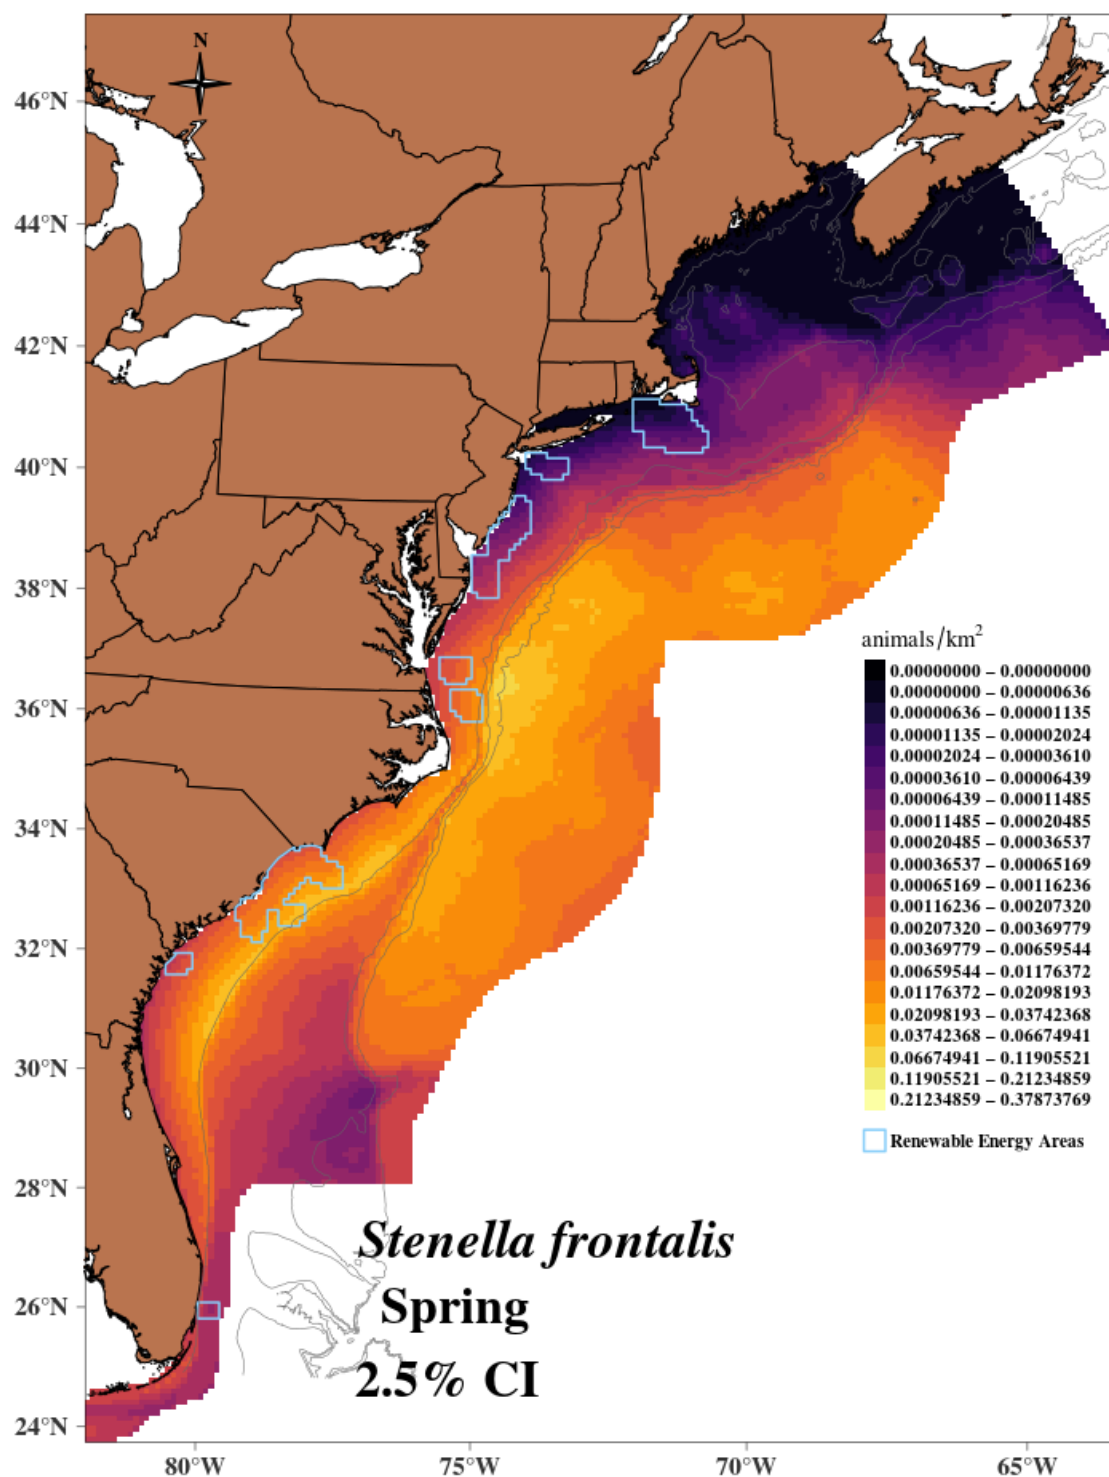 N
46°N
44°N
42°N
40°N
38°N
36°N
34°N
32°N
30°N
28°N
26°N
24°N
80°W
75°W
70°W
65°W
animals/km²
0.00000000 – 0.00000000
0.00000000 – 0.00000636
0.00000636 – 0.00001135
0.00001135 – 0.00002024
0.00002024 – 0.00003610
0.00003610 – 0.00006439
0.00006439 – 0.00011485
0.00011485 – 0.00020485
0.00020485 – 0.00036537
0.00036537 – 0.00065169
0.00065169 – 0.00116236
0.00116236 – 0.00207320
0.00207320 – 0.00369779
0.00369779 – 0.00659544
0.00659544 – 0.01176372
0.01176372 – 0.02098193
0.02098193 – 0.03742368
0.03742368 – 0.06674941
0.06674941 – 0.11905521
0.11905521 – 0.21234859
0.21234859 – 0.37873769
Renewable Energy Areas
Stenella frontalis
Spring
2.5% CI